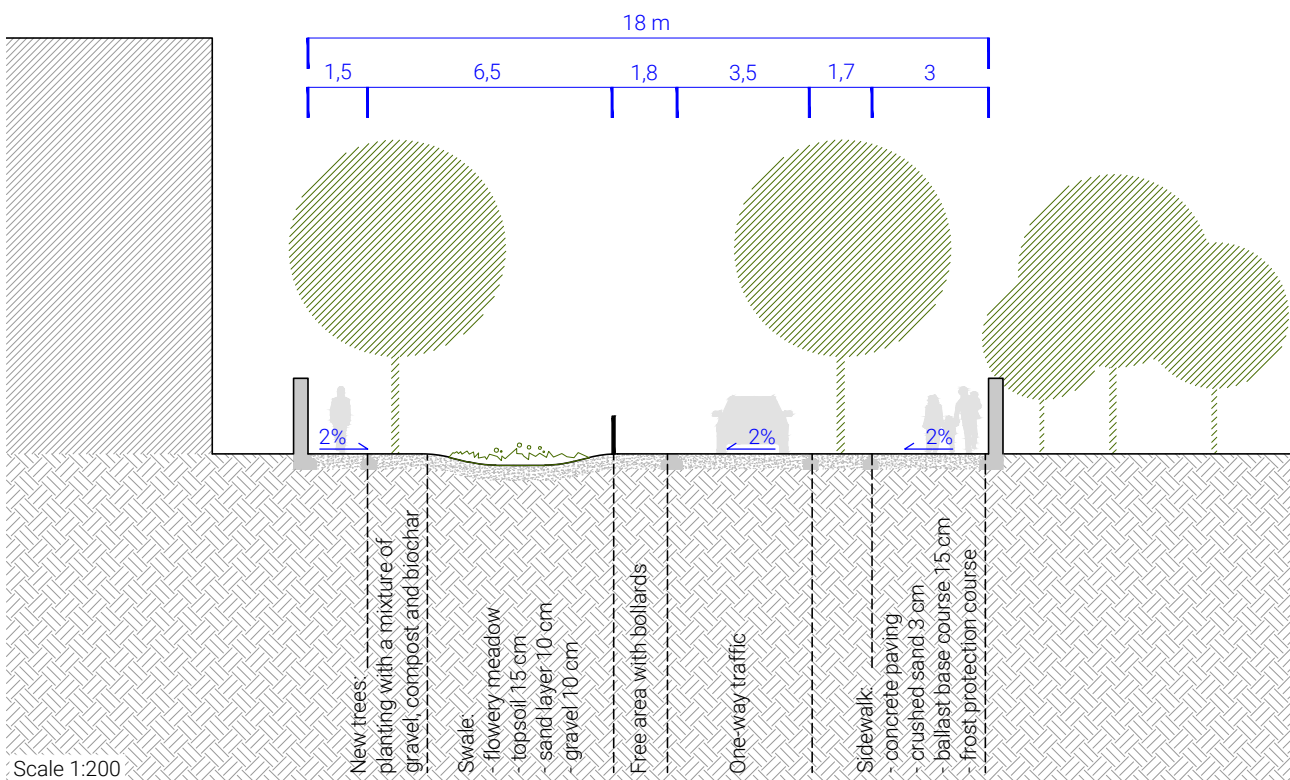 18 m
1,5
6,5
1,8
3,5
1,7
3
2%
2%
2%
New trees:
planting with a mixture of
gravel, compost and biochar
Swale:
- flowery meadow
- topsoil 15 cm
- sand layer 10 cm
- gravel 10 cm
Free area with bollards
One-way traffic
Sidewalk:
- concrete paving
- crushed sand 3 cm
- ballast base course 15 cm
- frost protection course
Scale 1:200